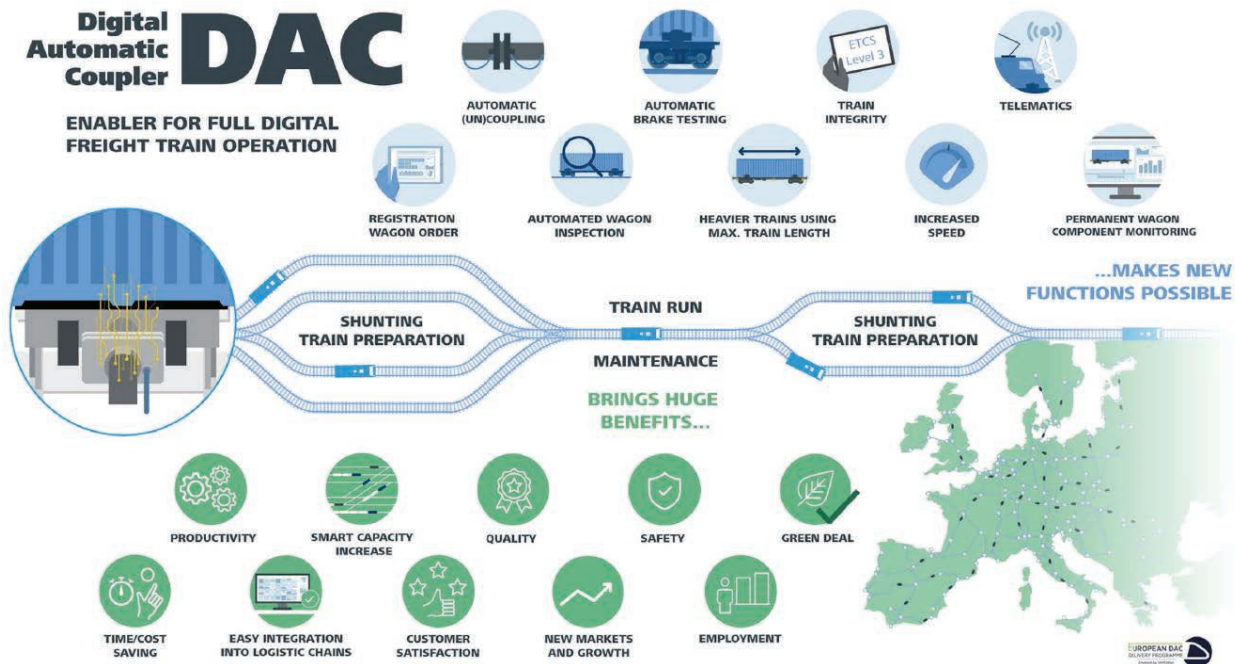 Digital
Automatic
Coupler
DAC
ENABLER FOR FULL DIGITAL
FREIGHT TRAIN OPERATION
AUTOMATIC
(UN)COUPLING
AUTOMATIC
BRAKE TESTING
ETCS
Level 3
TRAIN
INTEGRITY
TELEMATICS
REGISTRATION
WAGON ORDER
AUTOMATED WAGON
INSPECTION
HEAVIER TRAINS USING
MAX. TRAIN LENGTH
INCREASED
SPEED
PERMANENT WAGON
COMPONENT MONITORING
...MAKES NEW
FUNCTIONS POSSIBLE
SHUNTING
TRAIN PREPARATION
TRAIN RUN
MAINTENANCE
SHUNTING
TRAIN PREPARATION
BRINGS HUGE
BENEFITS...
PRODUCTIVITY
SMART CAPACITY
INCREASE
QUALITY
SAFETY
GREEN DEAL
TIME/COST
SAVING
EASY INTEGRATION
INTO LOGISTIC CHAINS
CUSTOMER
SATISFACTION
NEW MARKETS
AND GROWTH
EMPLOYMENT
EUROPEAN DAC
DELIVERY PROGRAMME